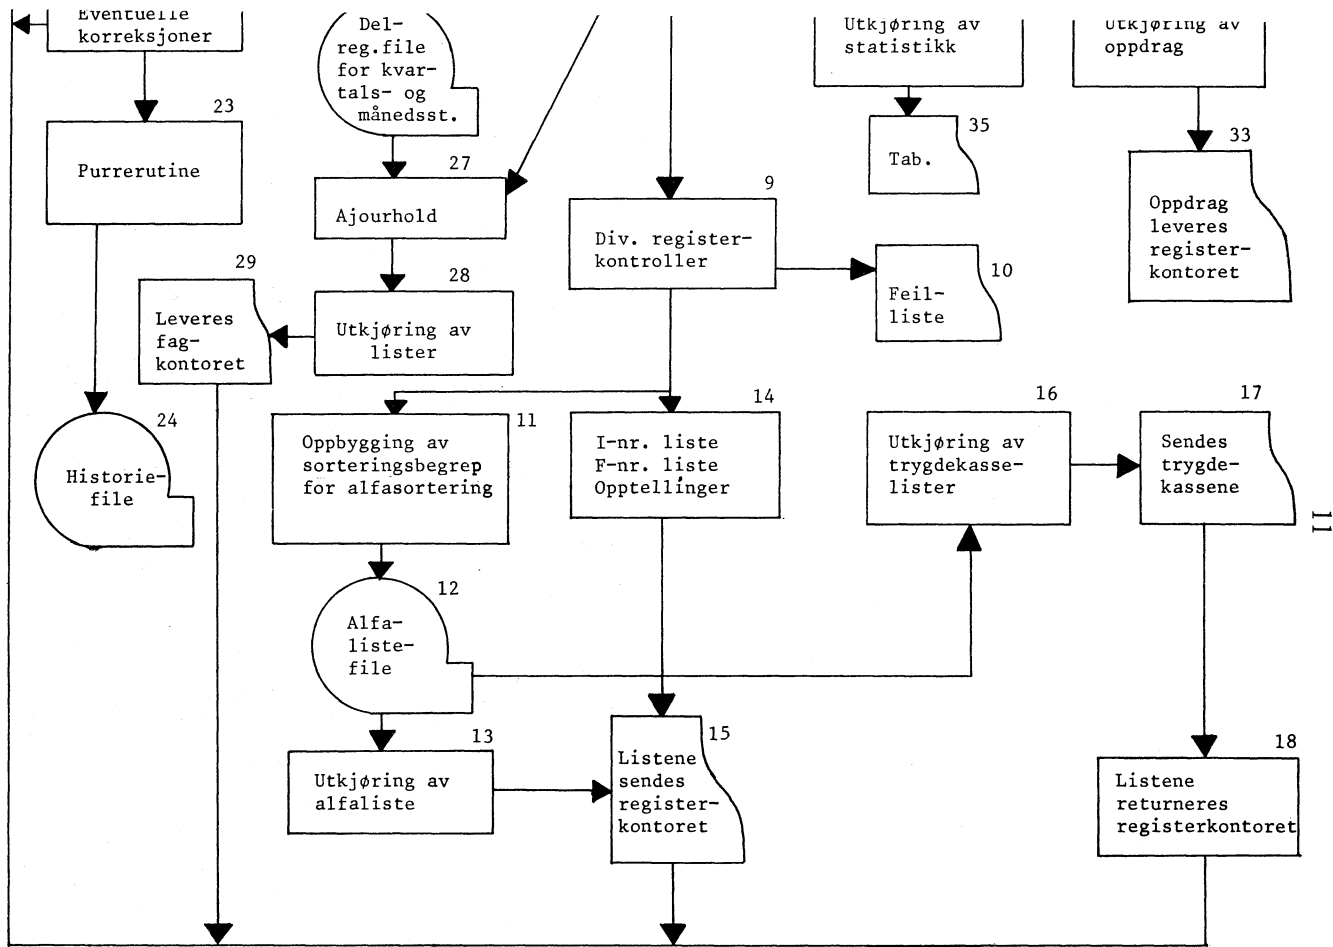 Eventuelle
korreksjoner
Del-
reg.file
for kvar-
tals- og
månedsst.
Utkjøring av
statistikk
Utkjøring av
oppdrag
23
Purrerutine
27
Ajourhold
9
Div. register-
kontroller
35
Tab.
33
Oppdrag
leveres
register-
kontoret
29
Leveres
fag-
kontoret
28
Utkjøring av
lister
10
Feil-
liste
24
Historie-
file
11
Oppbygging av
sorteringsbegrep
for alfasortering
14
I-nr. liste
F-nr. liste
Opptellinger
16
Utkjøring av
trygdekasse-
lister
17
Sendes
trygde-
kassene
11
12
Alfa-
liste-
file
13
Utkjøring av
alfaliste
15
Listene
sendes
register-
kontoret
18
Listene
returneres
registerkontoret